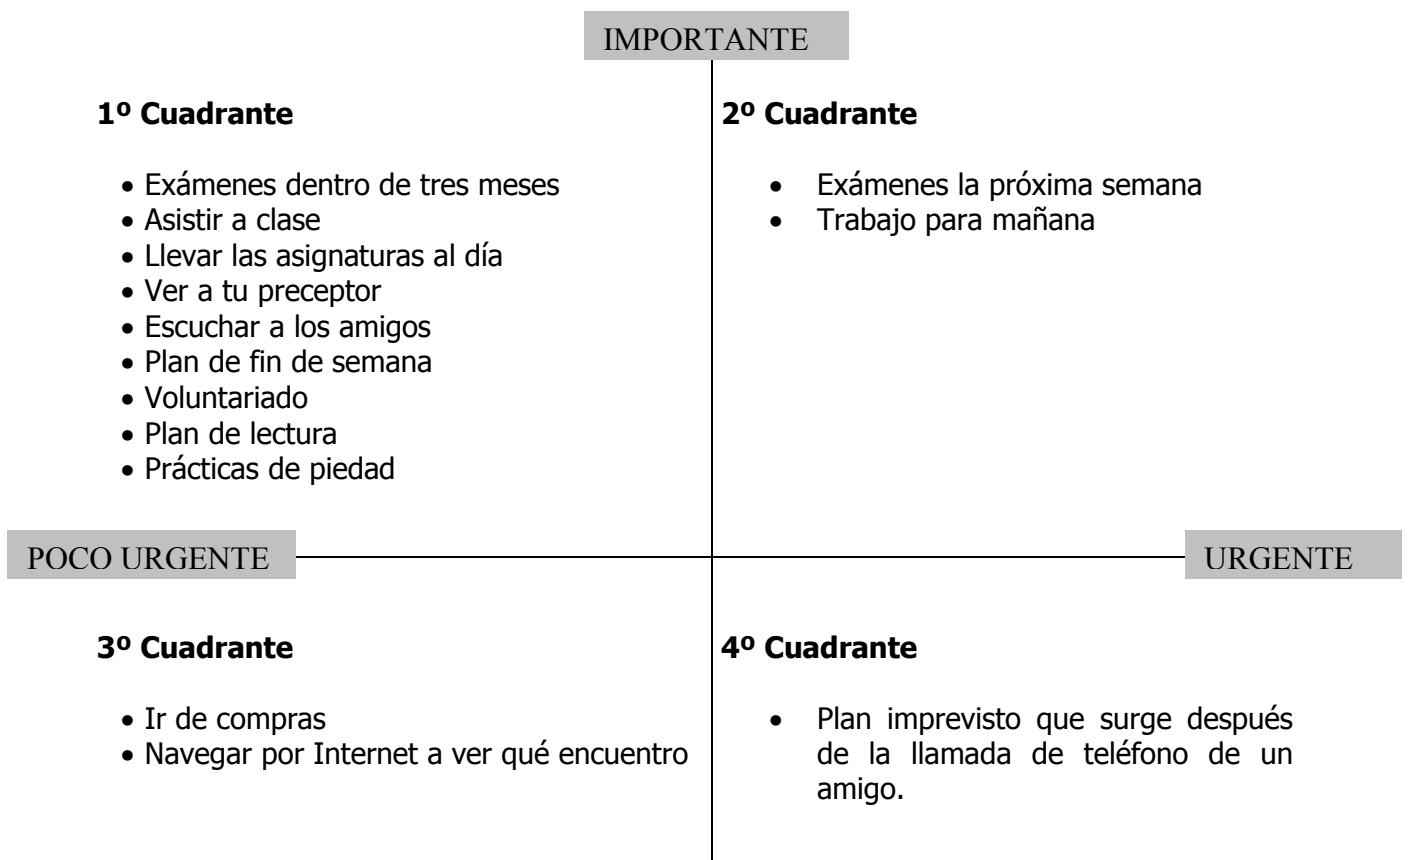 IMPORTANTE
1º Cuadrante
• Exámenes dentro de tres meses
• Asistir a clase
• Llevar las asignaturas al día
• Ver a tu preceptor
• Escuchar a los amigos
• Plan de fin de semana
• Voluntariado
• Plan de lectura
• Prácticas de piedad
2º Cuadrante
• Exámenes la próxima semana
• Trabajo para mañana
POCO URGENTE
URGENTE
3º Cuadrante
• Ir de compras
• Navegar por Internet a ver qué encuentro
4º Cuadrante
• Plan imprevisto que surge después
de la llamada de teléfono de un
amigo.